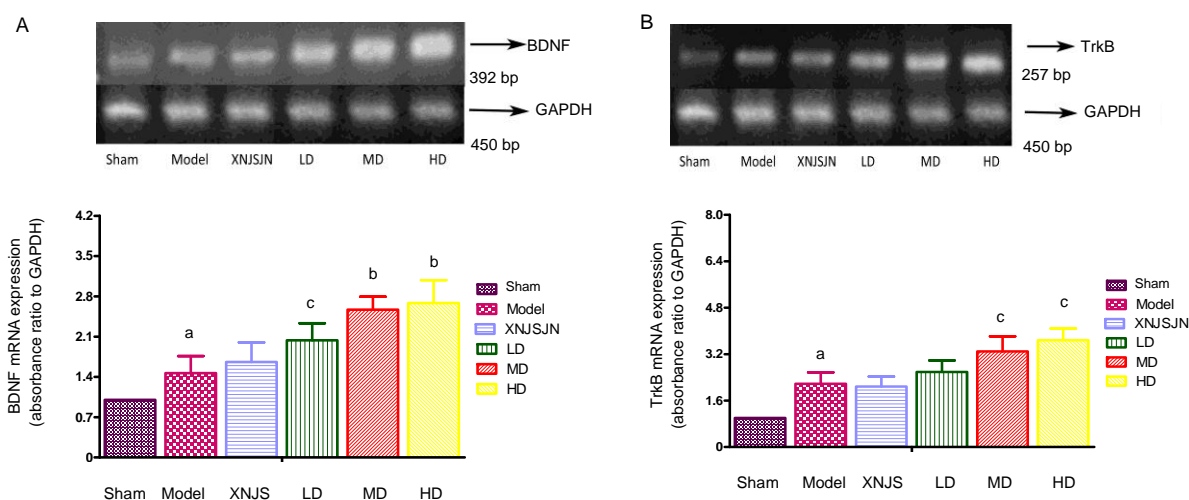 A
BDNF
392 bp
GAPDH
450 bp
Sham Model XNJSJN LD MD HD
BDNF mRNA expression
(absorbance ratio to GAPDH)
4.2
3.5
2.8
2.1
1.4
0.7
0
a
c
b
b
Sham
Model
XNJSJN
LD
MD
HD
Sham Model XNJS LD MD HD
B
TrkB
257 bp
GAPDH
450 bp
Sham Model XNJSJN LD MD HD
TrkB mRNA expression
(absorbance ratio to GAPDH)
8.0
6.4
4.8
3.2
1.6
0
a
c
c
Sham
Model
XNJSJN
LD
MD
HD
Sham Model XNJS LD MD HD